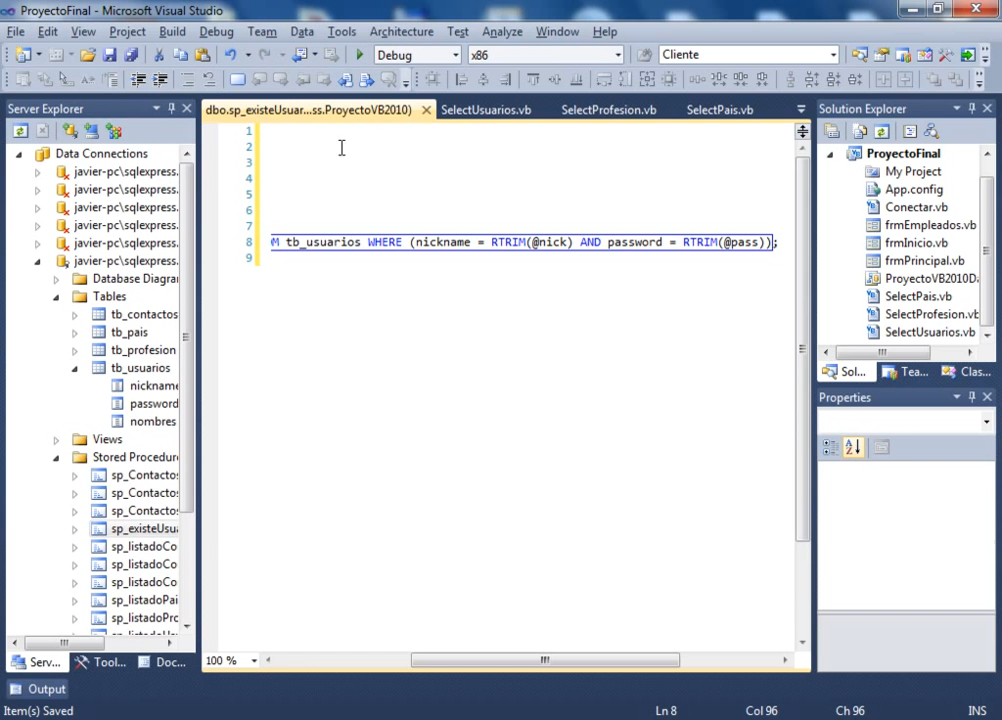 ProyectoFinal - Microsoft Visual Studio
File Edit View Project Build Debug Team Data Tools Architecture Test Analyze Window Help
Debug x86 Cliente
Server Explorer
dbo.sp_existeUsuar...ss.ProyectoVB2010) SelectUsuarios.vb SelectProfesion.vb SelectPais.vb
Solution Explorer
Data Connections
javier-pc\sqlexpress.
javier-pc\sqlexpress.
javier-pc\sqlexpress.
javier-pc\sqlexpress.
javier-pc\sqlexpress.
javier-pc\sqlexpress.
Database Diagra
Tables
tb_contactos
tb_pais
tb_profesion
tb_usuarios
nickname
password
nombres
Views
Stored Procedure
sp_Contactos
sp_Contactos
sp_Contactos
sp_existeUsua
sp_listadoCo
sp_listadoCo
sp_listadoCo
sp_listadoPai
sp_listadoPro
Serv... Tool... Doc...
1
2
3
4
5
6
7
8 M tb_usuarios WHERE (nickname = RTRIM(@nick) AND password = RTRIM(@pass));
9
100 %
ProyectoFinal
My Project
App.config
Conectar.vb
frmEmpleados.vb
frmInicio.vb
frmPrincipal.vb
ProyectoVB2010Da
SelectPais.vb
SelectProfesion.vb
SelectUsuarios.vb
Sol... Tea... Clas...
Properties
Output
Item(s) Saved Ln 8 Col 96 Ch 96 INS